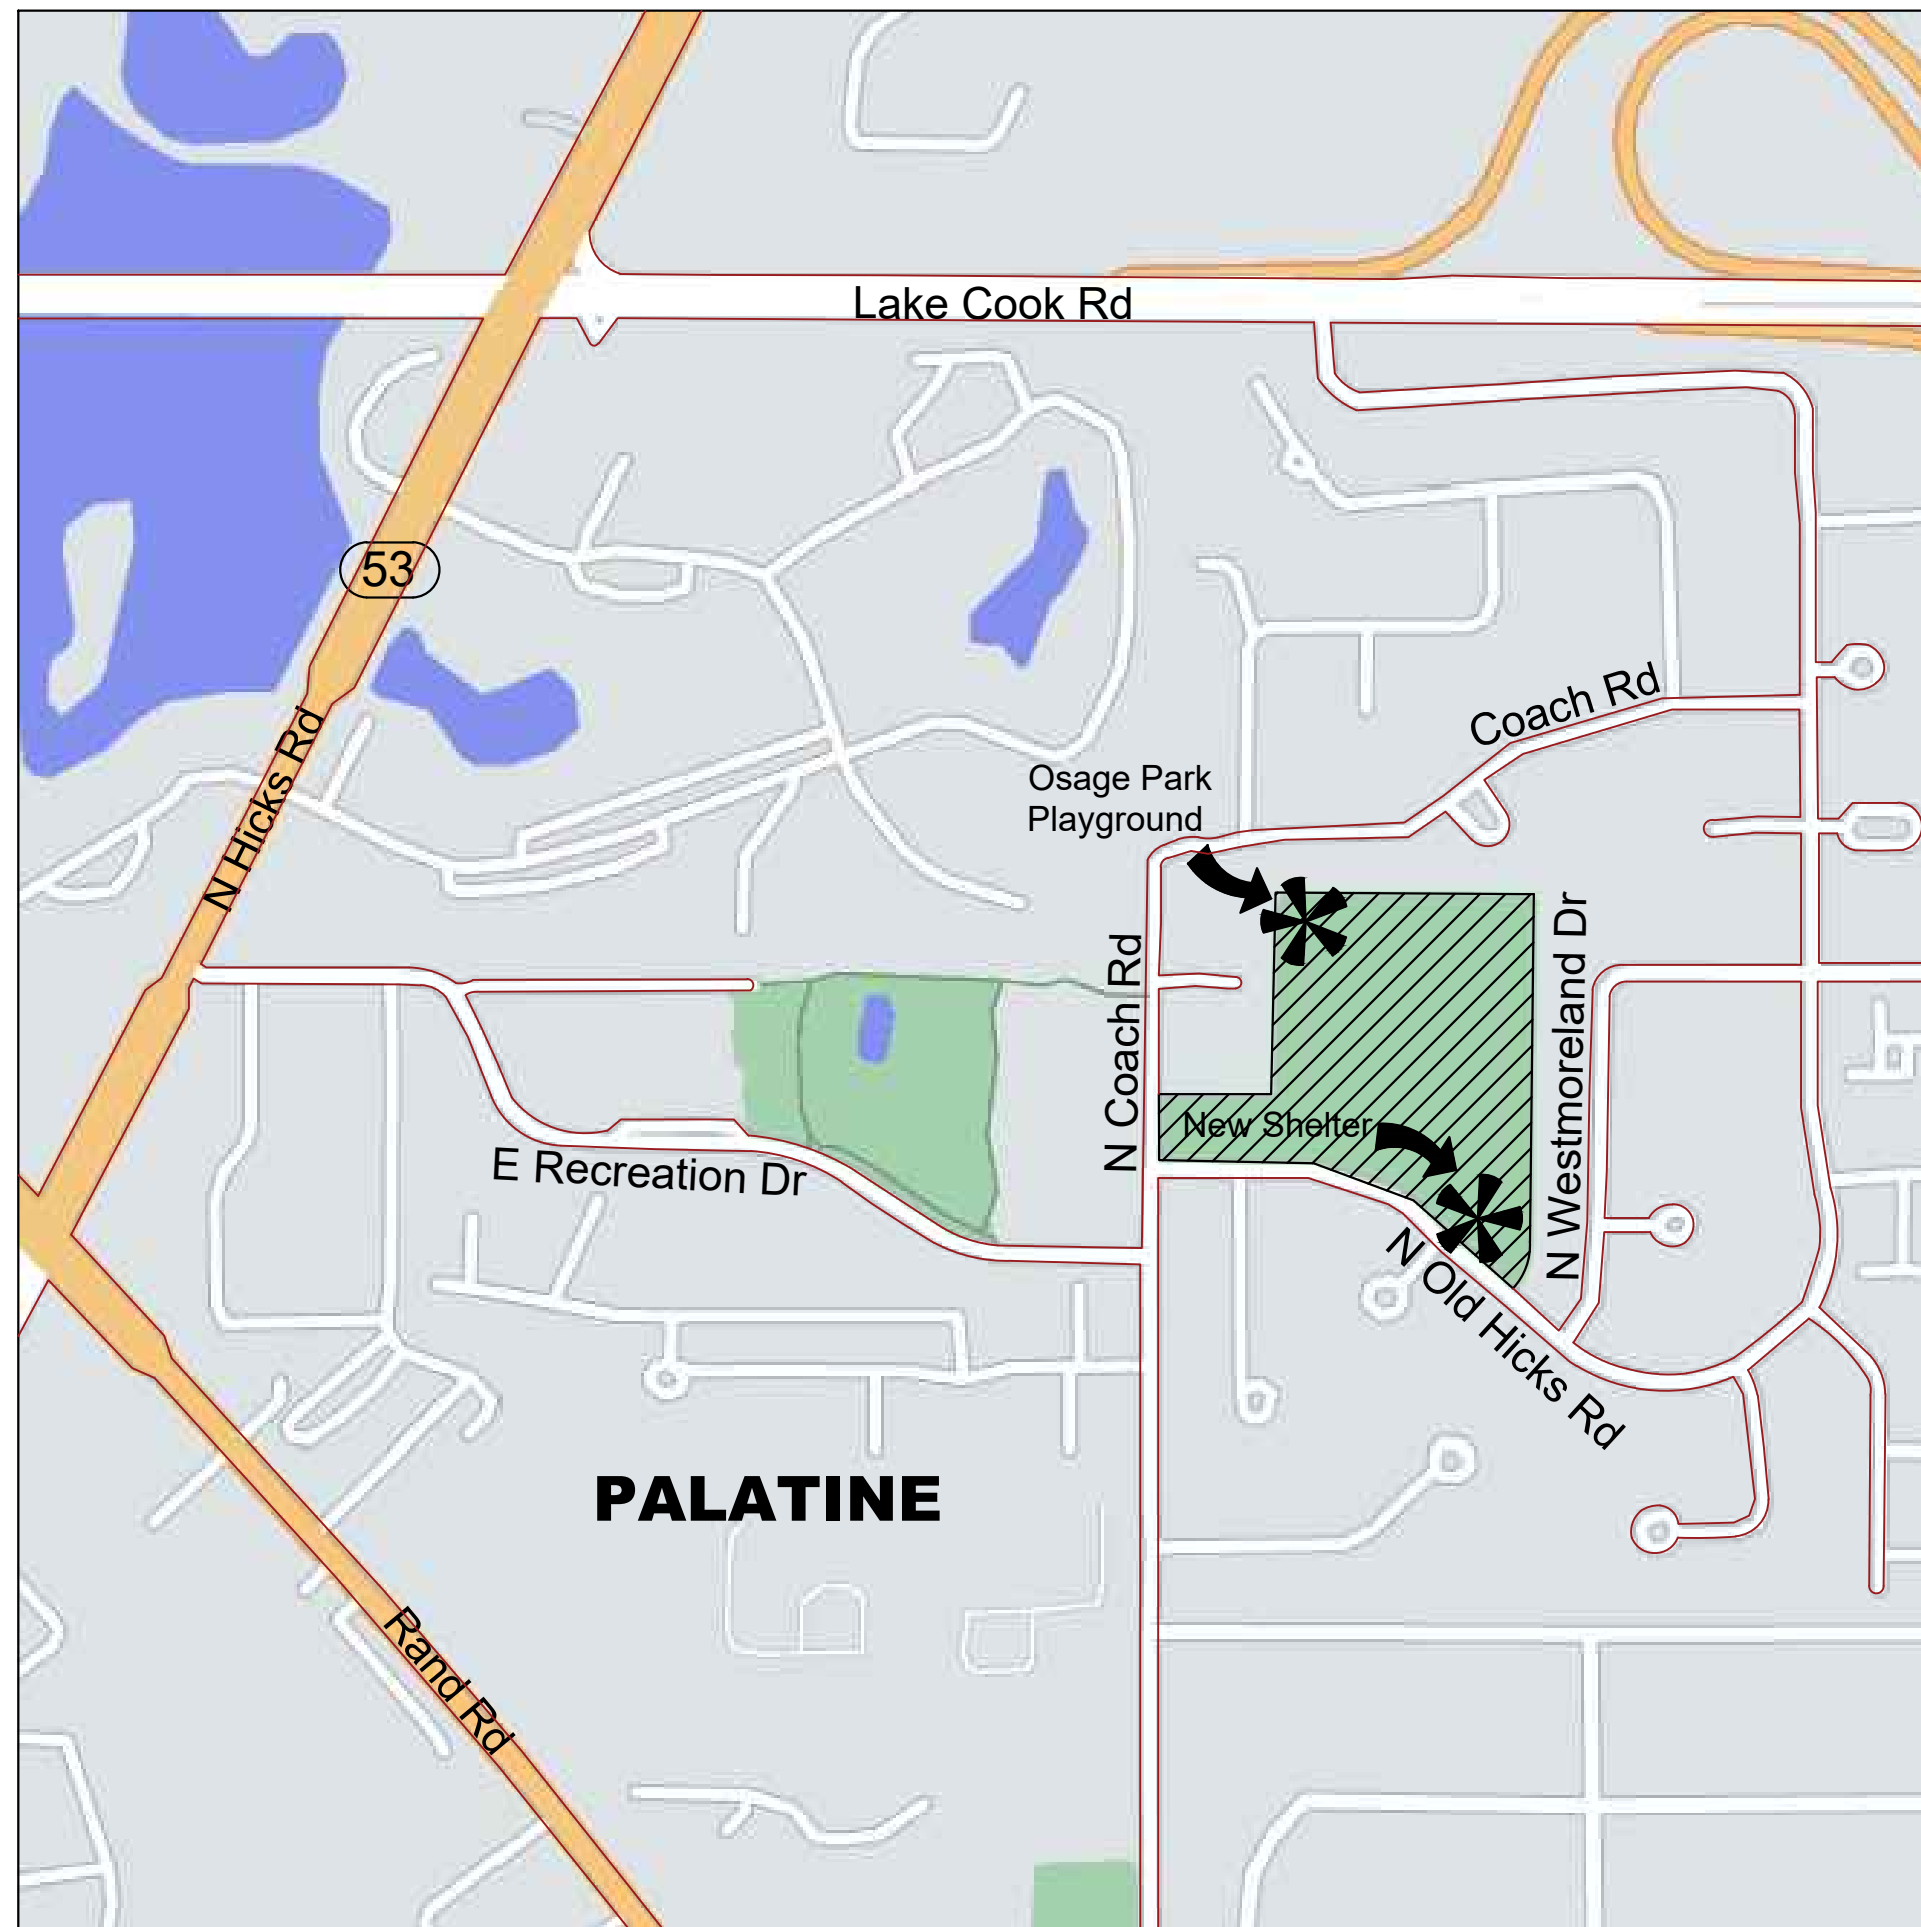 Lake Cook Rd
53
Coach Rd
N Hicks Rd
Osage Park
Playground
N Coach Rd
N Westmoreland Dr
New Shelter
E Recreation Dr
N Old Hicks Rd
PALATINE
Rand Rd